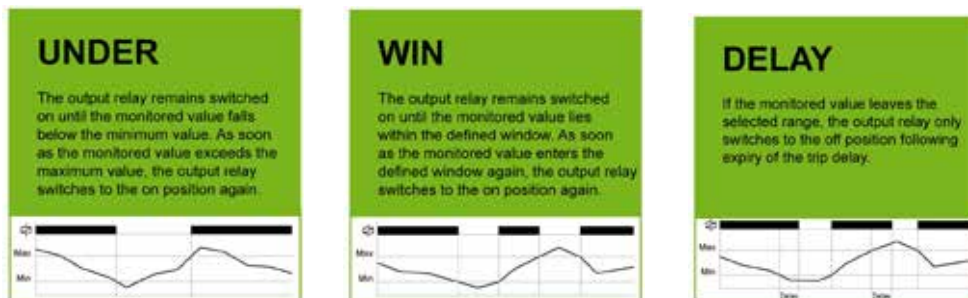 UNDER
The output relay remains switched
on until the monitored value falls
below the minimum value. As soon
as the monitored value exceeds the
maximum value, the output relay
switches to the on position again.
Max
Min
WIN
The output relay remains switched
on until the monitored value lies
within the defined window. As soon
as the monitored value enters the
defined window again, the output relay
switches to the on position again.
Max
Min
DELAY
If the monitored value leaves the
selected range, the output relay only
switches to the off position following
expiry of the trip delay.
Max
Min
Delay Delay